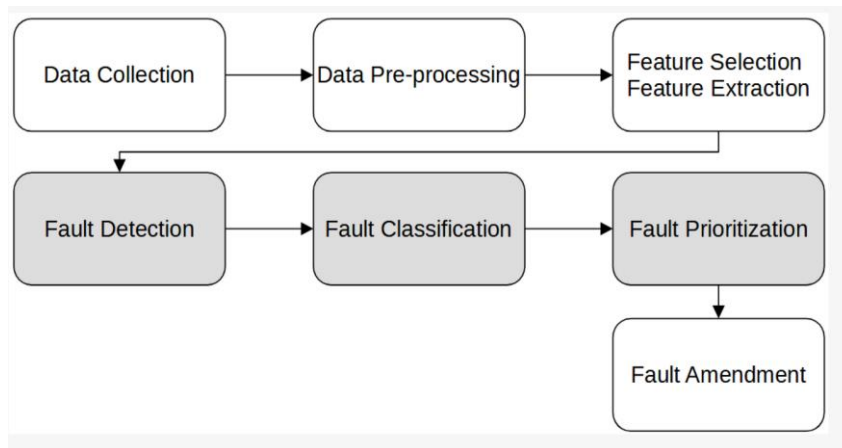 Data Collection
Data Pre-processing
Feature Selection
Feature Extraction
Fault Detection
Fault Classification
Fault Prioritization
Fault Amendment